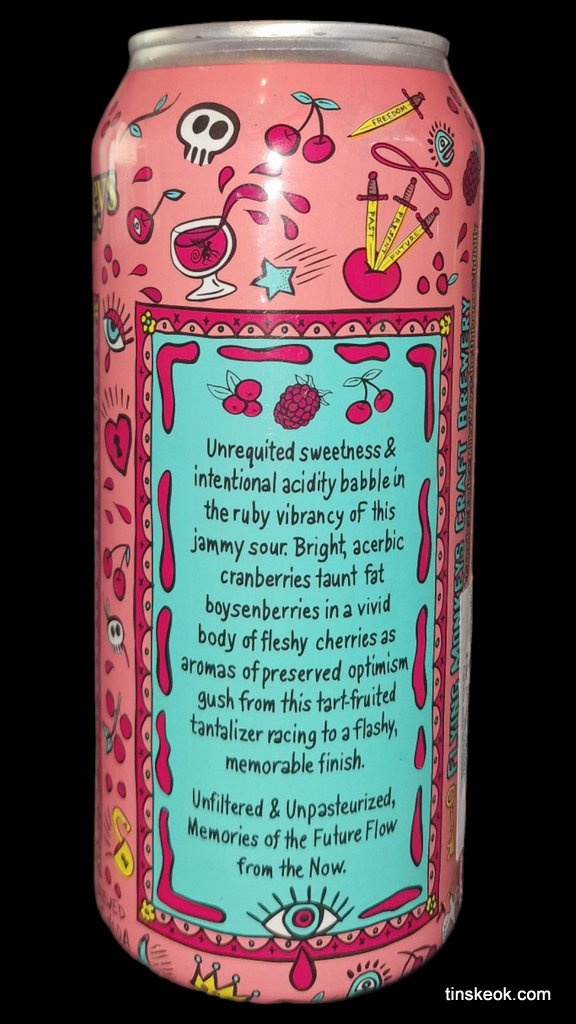 FREEDOM
PAST
PRESENT
FUTURE
Unrequited sweetness &
intentional acidity babble in
the ruby vibrancy of this
jammy sour. Bright, acerbic
cranberries taunt fat
boysenberries in a vivid
body of fleshy cherries as
aromas of preserved optimism
gush from this tart-fruited
tantalizer racing to a flashy,
memorable finish.
Unfiltered & Unpasteurized,
Memories of the Future Flow
from the Now.
FLYING MONKEYS CRAFT BREWERY
tinskeok.com